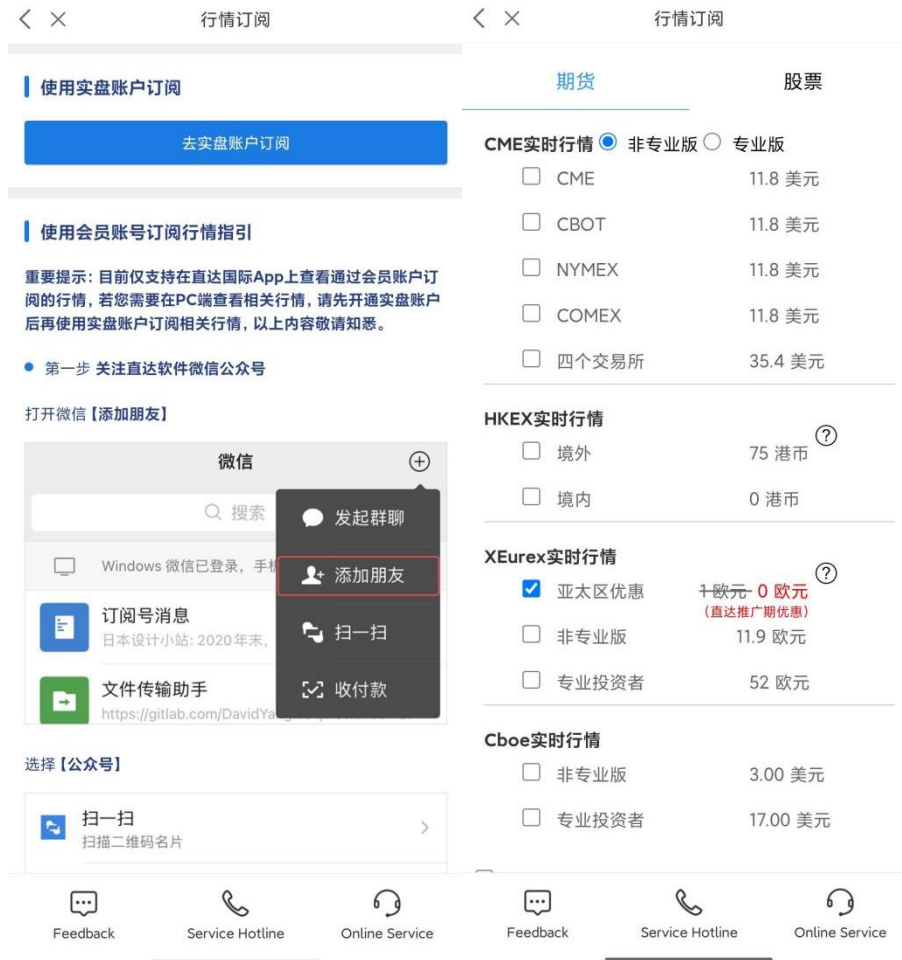 行情订阅
使用实盘账户订阅
去实盘账户订阅
使用会员账号订阅行情指引
重要提示：目前仅支持在直达国际App上查看通过会员账户订
阅的行情，若您需要在PC端查看相关行情，请先开通实盘账户
后再使用实盘账户订阅相关行情，以上内容敬请知悉。
第一步 关注直达软件微信公众号
打开微信【添加朋友】
微信
搜索
发起群聊
Windows 微信已登录，手机
添加朋友
订阅号消息
日本设计小站: 2020年末,
扫一扫
文件传输助手
收付款
https://gitlab.com/DavidYa
选择【公众号】
扫一扫
扫描二维码名片
Feedback
Service Hotline
Online Service
行情订阅
期货
股票
CME实时行情 非专业版 专业版
CME 11.8 美元
CBOT 11.8 美元
NYMEX 11.8 美元
COMEX 11.8 美元
四个交易所 35.4 美元
HKEX实时行情
境外 75 港币
境内 0 港币
XEurex实时行情
亚太区优惠 1 欧元 0 欧元
（直达推广期优惠）
非专业版 11.9 欧元
专业投资者 52 欧元
Cboe实时行情
非专业版 3.00 美元
专业投资者 17.00 美元
Feedback
Service Hotline
Online Service